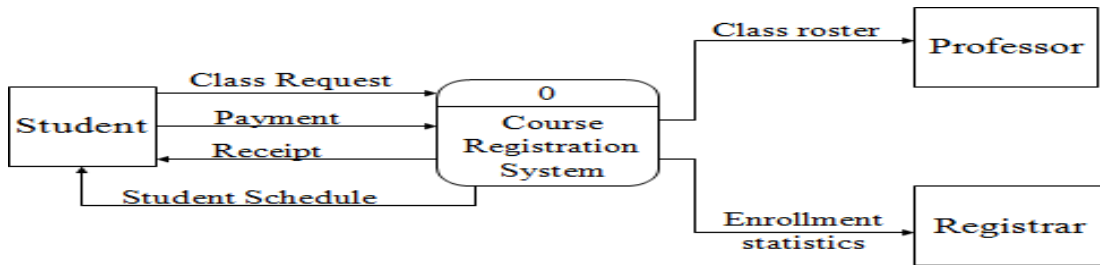 Class roster
Professor
Class Request
0
Student
Payment
Course
Registration
System
Receipt
Student Schedule
Enrollment
statistics
Registrar